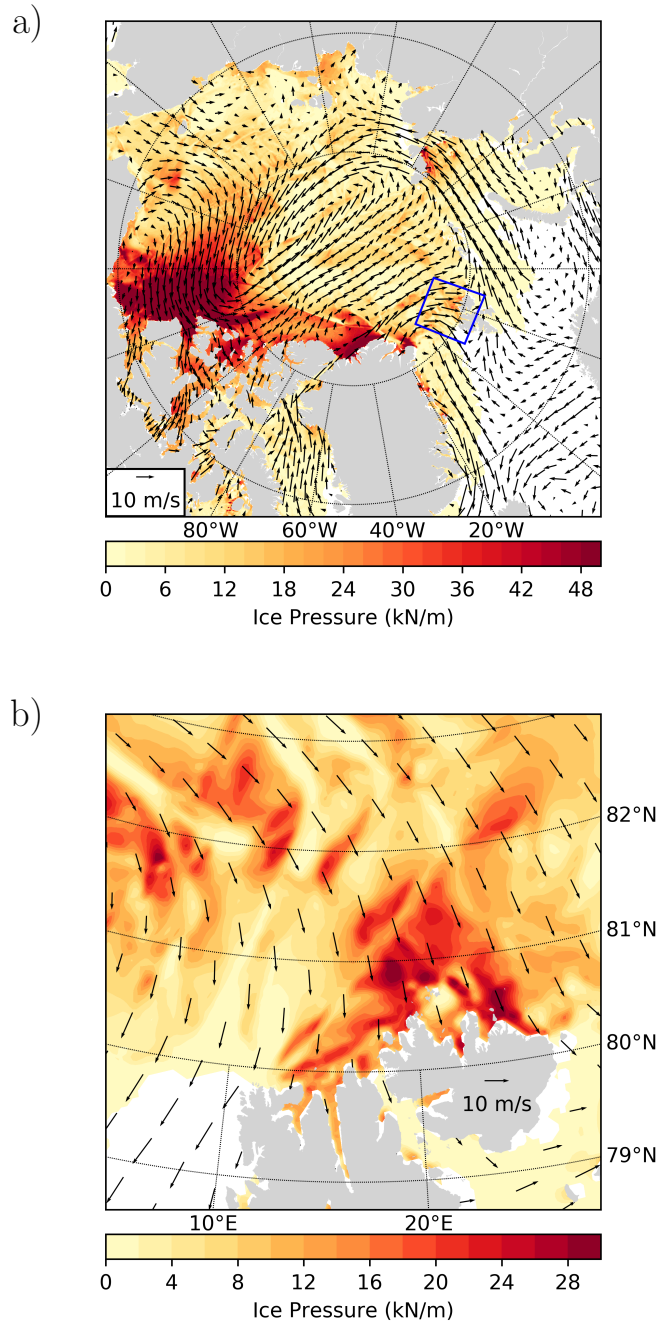 a)
10 m/s
80°W 60°W 40°W 20°W
0 6 12 18 24 30 36 42 48
Ice Pressure (kN/m)
b)
82°N
81°N
80°N
10 m/s
79°N
10°E 20°E
0 4 8 12 16 20 24 28
Ice Pressure (kN/m)